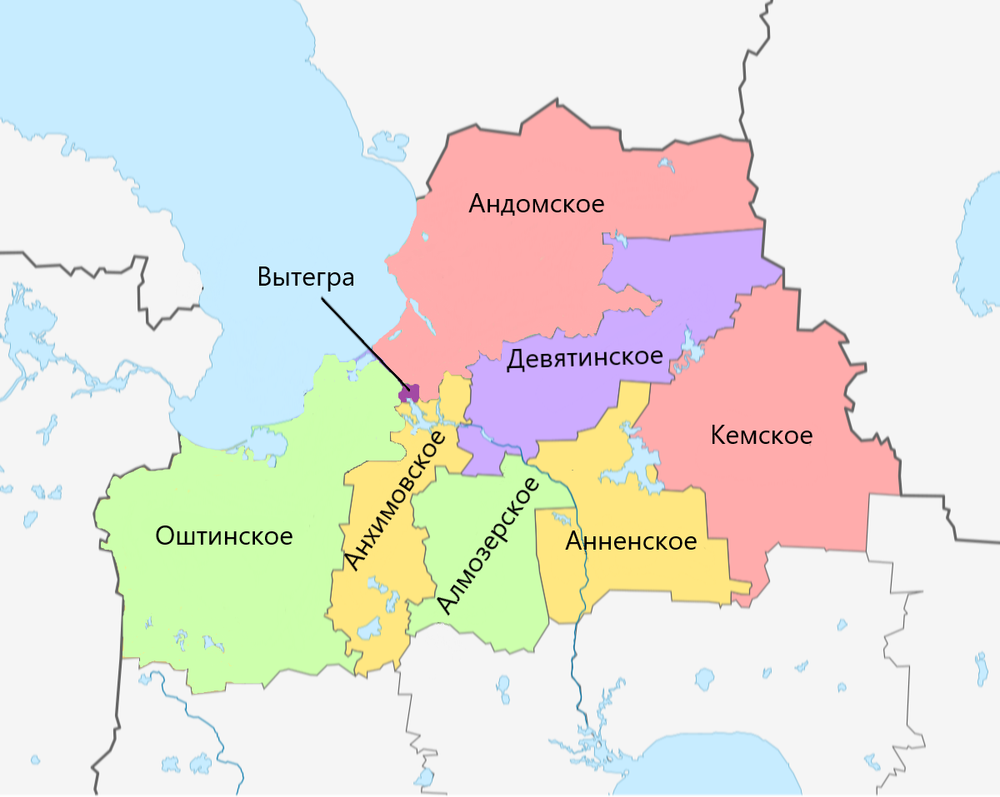 Андомское
Вытегра
Девятинское
Кемское
Анхимовское
Оштинское
Алмозерское
Анненское